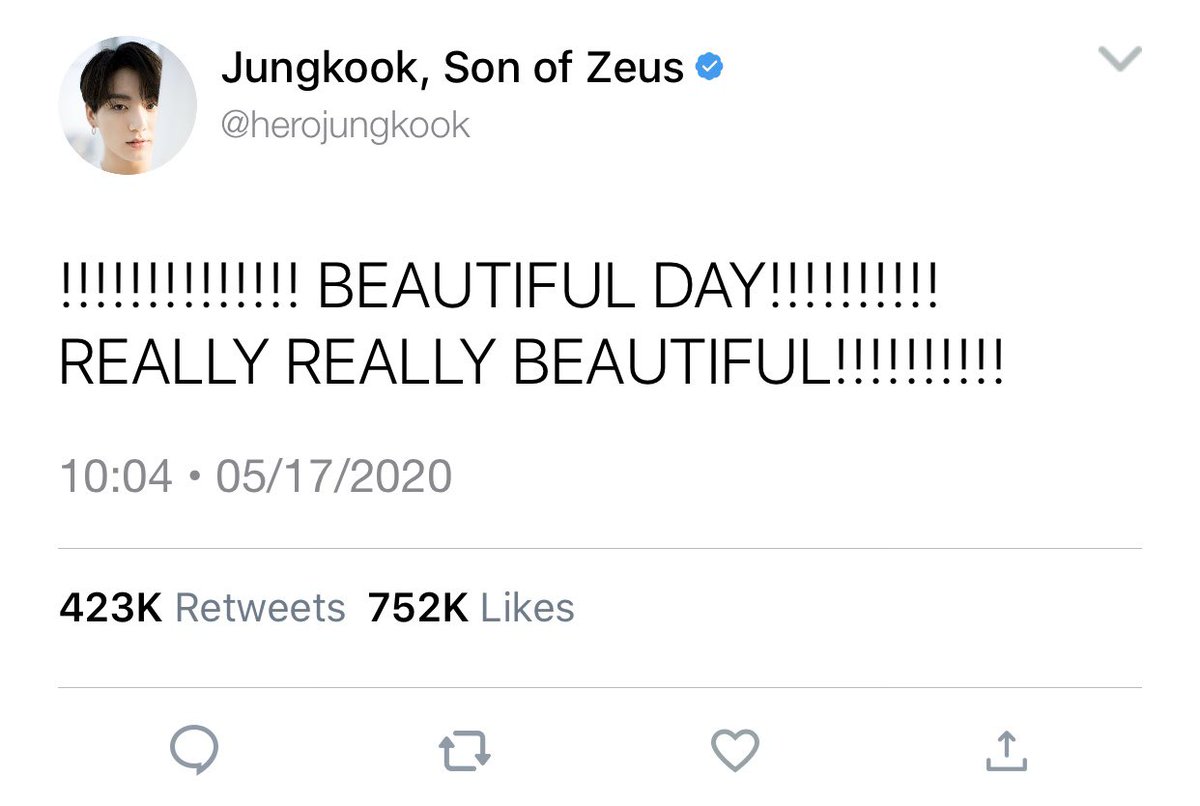 Jungkook, Son of Zeus
@herojungkook
!!!!!!!!!!!!!! BEAUTIFUL DAY!!!!!!!!!!
REALLY REALLY BEAUTIFUL!!!!!!!!!!
10:04 • 05/17/2020
423K Retweets 752K Likes